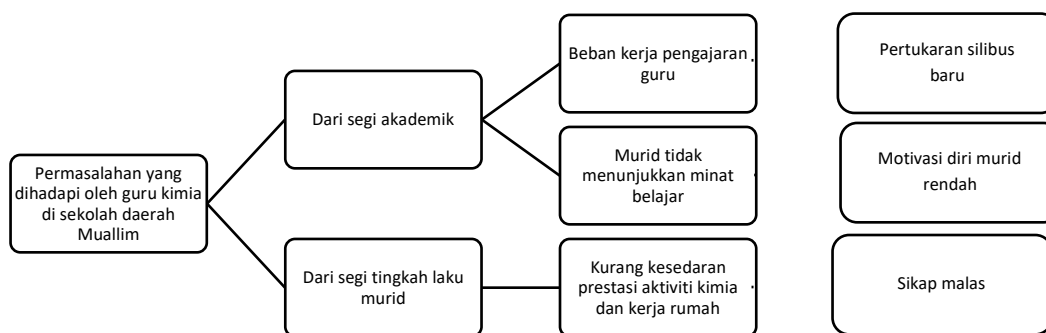 Permasalahan yang
dihadapi oleh guru kimia
di sekolah daerah
Muallim
Dari segi akademik
Beban kerja pengajaran
guru
Pertukaran silibus
baru
Murid tidak
menunjukkan minat
belajar
Motivasi diri murid
rendah
Dari segi tingkah laku
murid
Kurang kesedaran
prestasi aktiviti kimia
dan kerja rumah
Sikap malas